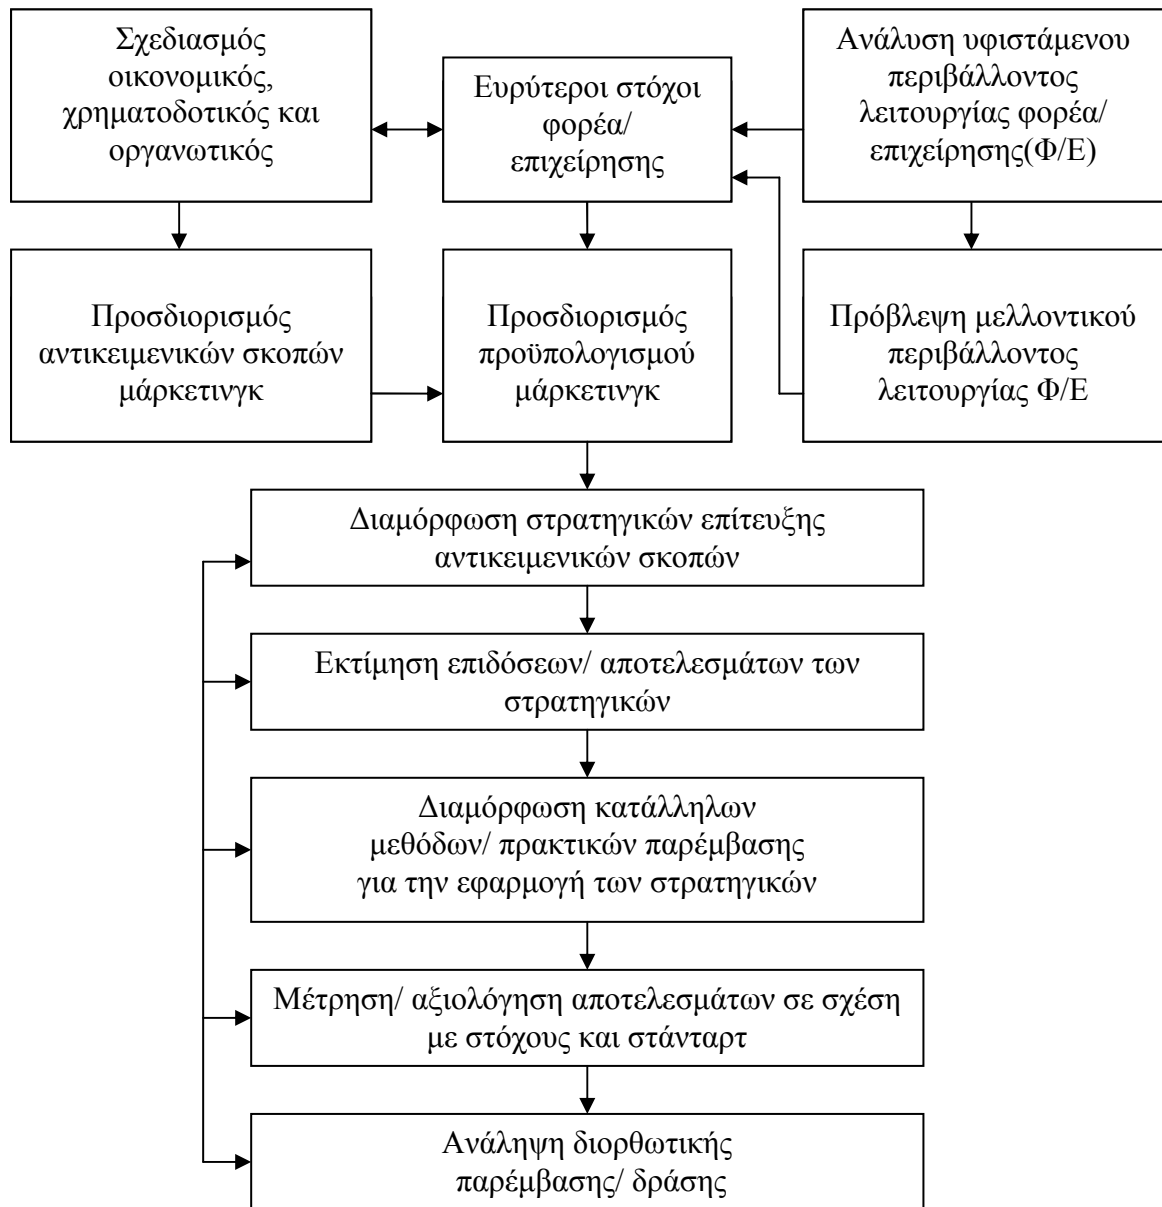 Σχεδιασμός
οικονομικός,
χρηματοδοτικός και
οργανωτικός
Ευρύτεροι στόχοι
φορέα/
επιχείρησης
Ανάλυση υφιστάμενου
περιβάλλοντος
λειτουργίας φορέα/
επιχείρησης(Φ/Ε)
Προσδιορισμός
αντικειμενικών σκοπών
μάρκετινγκ
Προσδιορισμός
προϋπολογισμού
μάρκετινγκ
Πρόβλεψη μελλοντικού
περιβάλλοντος
λειτουργίας Φ/Ε
Διαμόρφωση στρατηγικών επίτευξης
αντικειμενικών σκοπών
Εκτίμηση επιδόσεων/ αποτελεσμάτων των
στρατηγικών
Διαμόρφωση κατάλληλων
μεθόδων/ πρακτικών παρέμβασης
για την εφαρμογή των στρατηγικών
Μέτρηση/ αξιολόγηση αποτελεσμάτων σε σχέση
με στόχους και στάνταρτ
Ανάληψη διορθωτικής
παρέμβασης/ δράσης